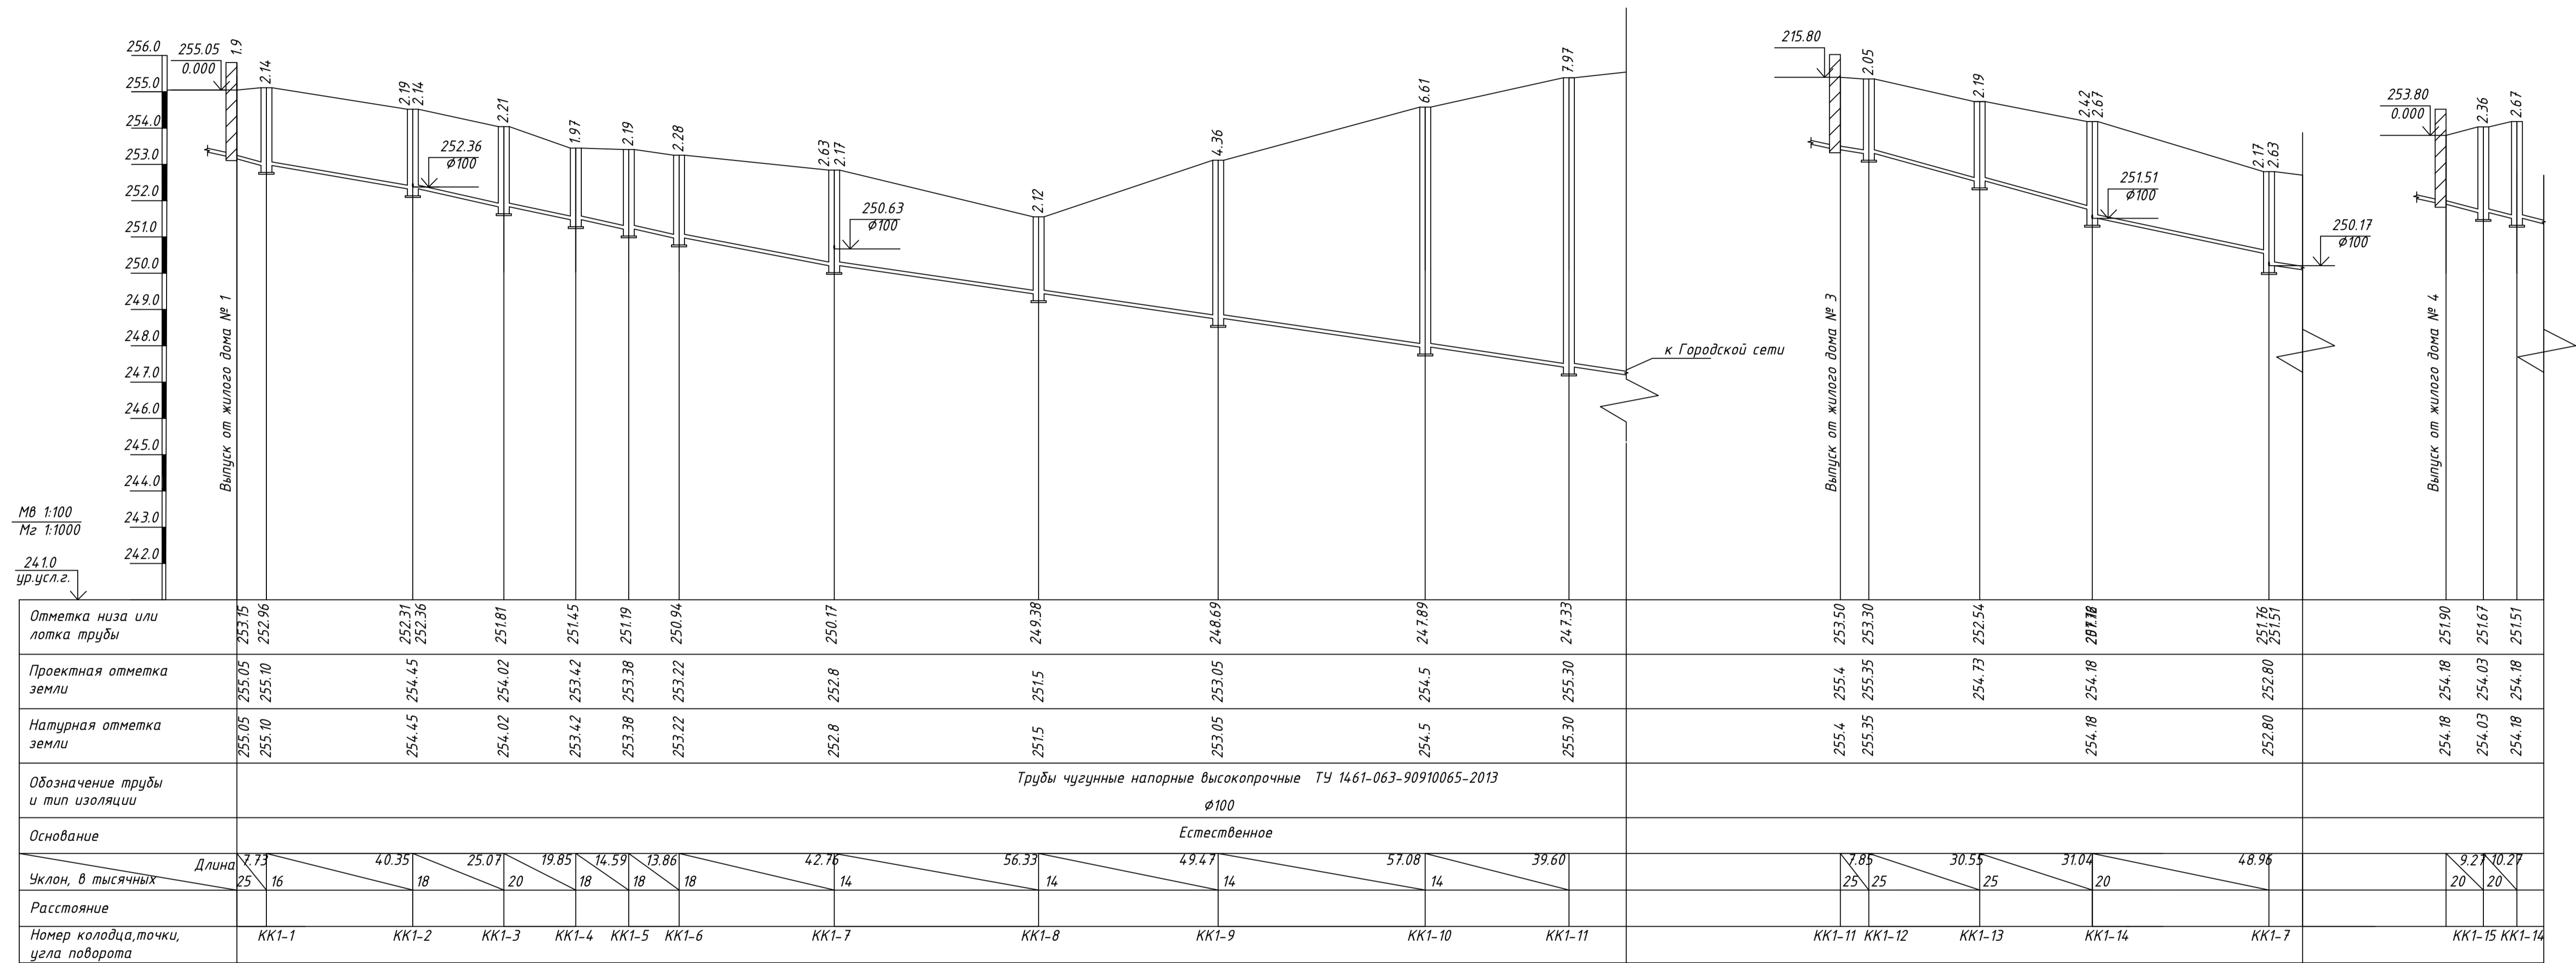 256.0
255.0
254.0
253.0
252.0
251.0
250.0
249.0
248.0
247.0
246.0
245.0
244.0
243.0
242.0
Мв 1:100
Мг 1:1000
241.0
ур.усл.г.
255.05
0.000
1.9
2.14
2.19
2.14
252.36
Ø100
2.21
1.97
2.19
2.28
2.63
2.17
250.63
Ø100
2.12
4.36
6.61
7.97
Выпуск от жилого дома № 1
к Городской сети
215.80
2.05
2.19
2.42
2.67
251.51
Ø100
2.17
2.63
250.17
Ø100
Выпуск от жилого дома № 3
253.80
0.000
2.36
2.67
Выпуск от жилого дома № 4
Отметка низа или
лотка трубы
253.15 252.96 252.31 252.36 251.81 251.45 251.19 250.94 250.17 249.38 248.69 247.89 247.33 253.50 253.30 252.54 251.76 251.51 251.90 251.67 251.51
Проектная отметка
земли
255.05 255.10 254.45 254.02 253.42 253.38 253.22 252.8 251.5 253.05 254.5 255.30 255.4 255.35 254.73 254.18 252.80 254.18 254.03 254.18
Натурная отметка
земли
255.05 255.10 254.45 254.02 253.42 253.38 253.22 252.8 251.5 253.05 254.5 255.30 255.4 255.35 254.18 252.80 254.18 254.03 254.18
Обозначение трубы
и тип изоляции
Трубы чугунные напорные высокопрочные ТУ 1461-063-90910065-2013
Ø100
Основание
Естественное
Длина
7.73 40.35 25.07 19.85 14.59 13.86 42.76 56.33 49.47 57.08 39.60 7.85 30.55 31.04 48.96 9.27 10.27
Уклон, в тысячных
25 16 18 20 18 18 18 14 14 14 14 25 25 25 20 20 20
Расстояние
Номер колодца,точки,
угла поворота
КК1-1 КК1-2 КК1-3 КК1-4 КК1-5 КК1-6 КК1-7 КК1-8 КК1-9 КК1-10 КК1-11 КК1-11 КК1-12 КК1-13 КК1-14 КК1-7 КК1-15 КК1-14